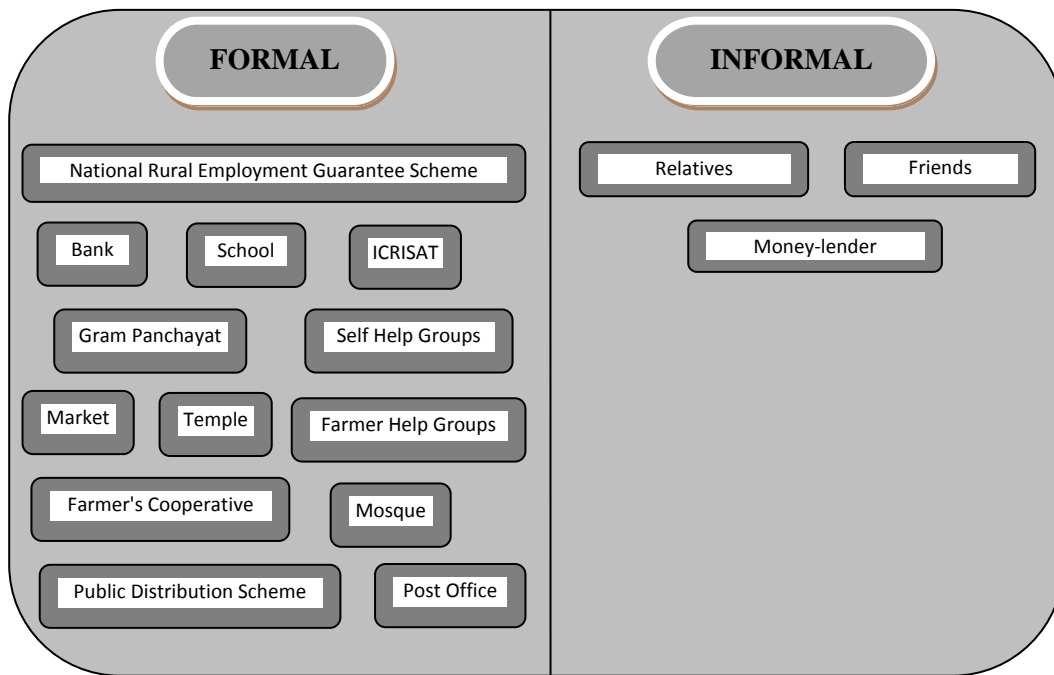 FORMAL
INFORMAL
National Rural Employment Guarantee Scheme
Relatives
Friends
Bank
School
ICRISAT
Money-lender
Gram Panchayat
Self Help Groups
Market
Temple
Farmer Help Groups
Farmer's Cooperative
Mosque
Public Distribution Scheme
Post Office